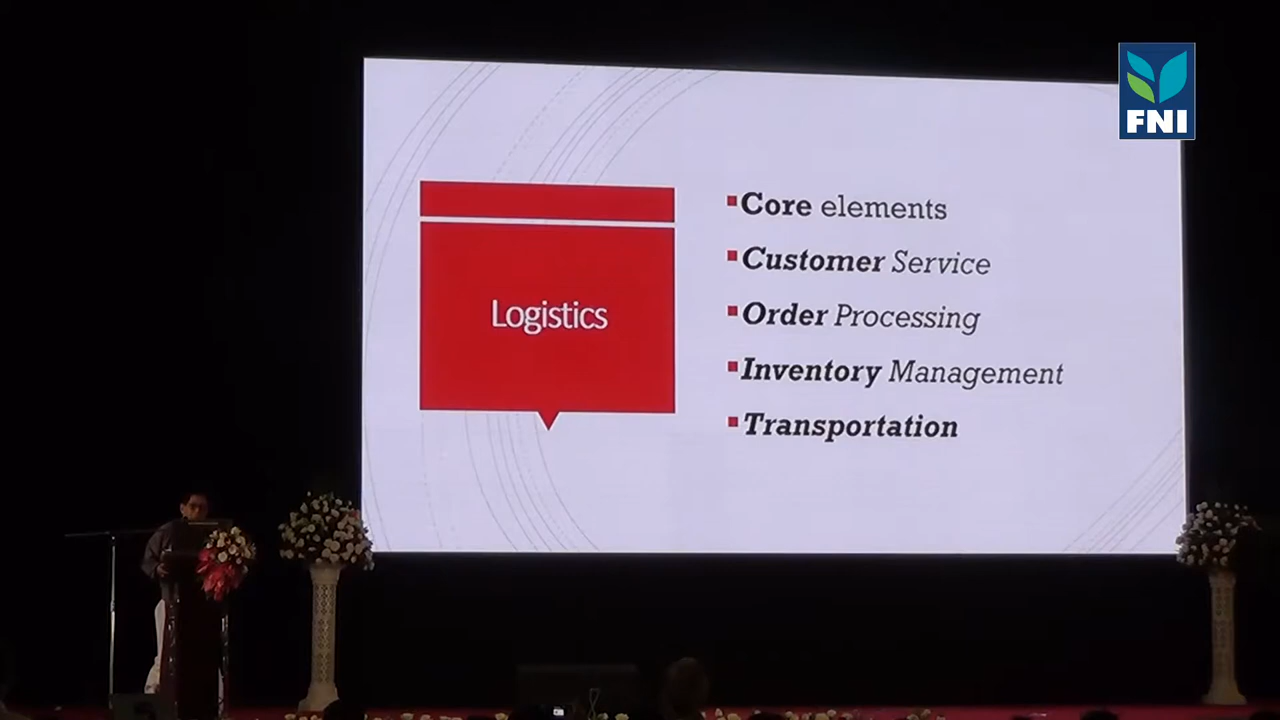 FNI
Logistics
Core elements
Customer Service
Order Processing
Inventory Management
Transportation